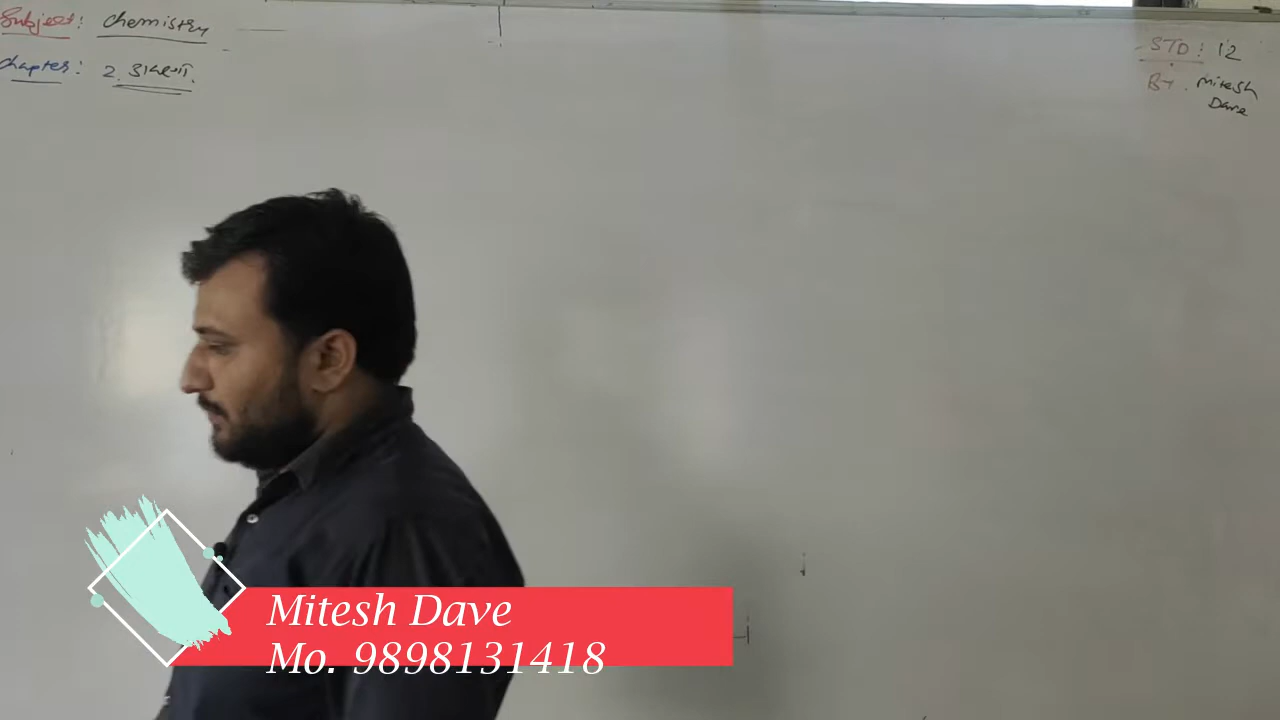 Subject: Chemistry
Chapter: 2. દ્રાવણો.
STD: 12
By. Mitesh
Dave
Mitesh Dave
Mo. 9898131418